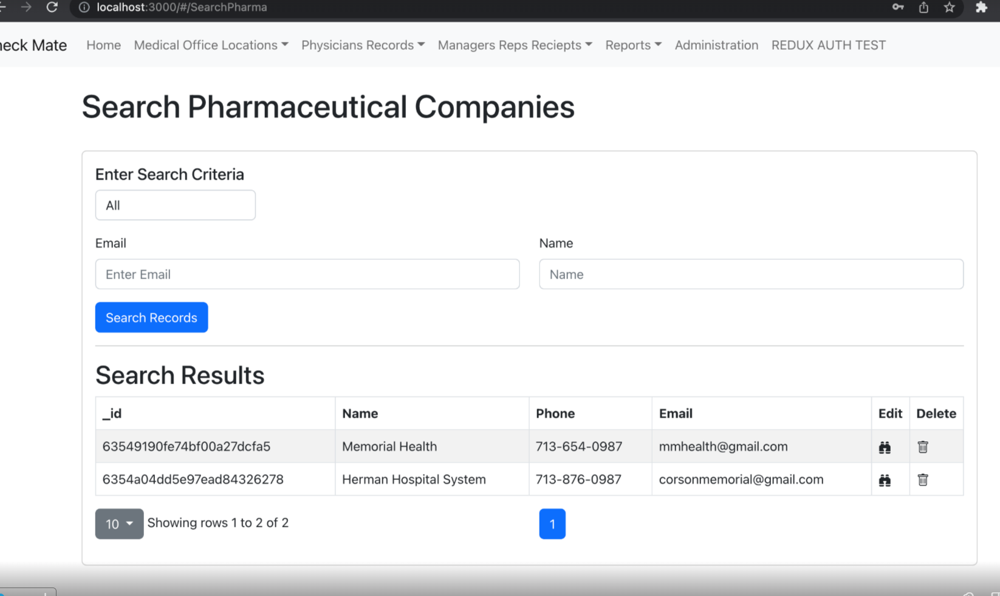 localhost:3000/#/SearchPharma
eck Mate Home Medical Office Locations Physicians Records Managers Reps Reciepts Reports Administration REDUX AUTH TEST
Search Pharmaceutical Companies
Enter Search Criteria
All
Email Name
Enter Email Name
Search Records
Search Results
_id Name Phone Email Edit Delete
63549190fe74bf00a27dcfa5 Memorial Health 713-654-0987 mmhealth@gmail.com
6354a04dd5e97ead84326278 Herman Hospital System 713-876-0987 corsonmemorial@gmail.com
10 Showing rows 1 to 2 of 2 1